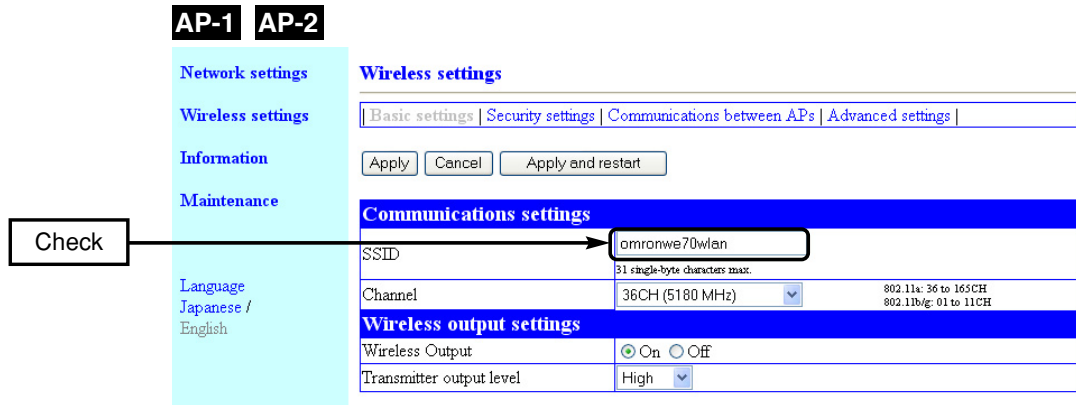 AP-1 AP-2
Network settings
Wireless settings
Information
Maintenance
Language
Japanese /
English
Check
Wireless settings
| Basic settings | Security settings | Communications between APs | Advanced settings |
Apply Cancel Apply and restart
Communications settings
SSID omronwe70wlan
31 single-byte characters max.
Channel 36CH (5180 MHz) 802.11a: 36 to 165CH
802.11b/g: 01 to 11CH
Wireless output settings
Wireless Output On Off
Transmitter output level High